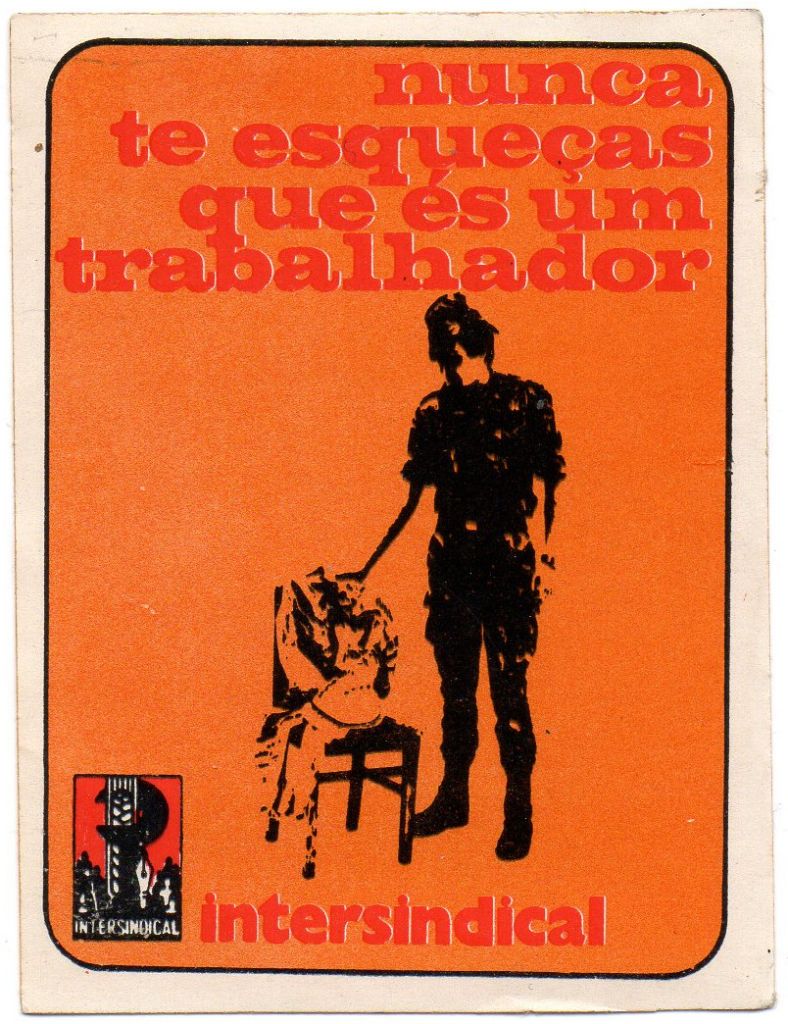 nunca
te esqueças
que és um
trabalhador
INTERSINDICAL
intersindical